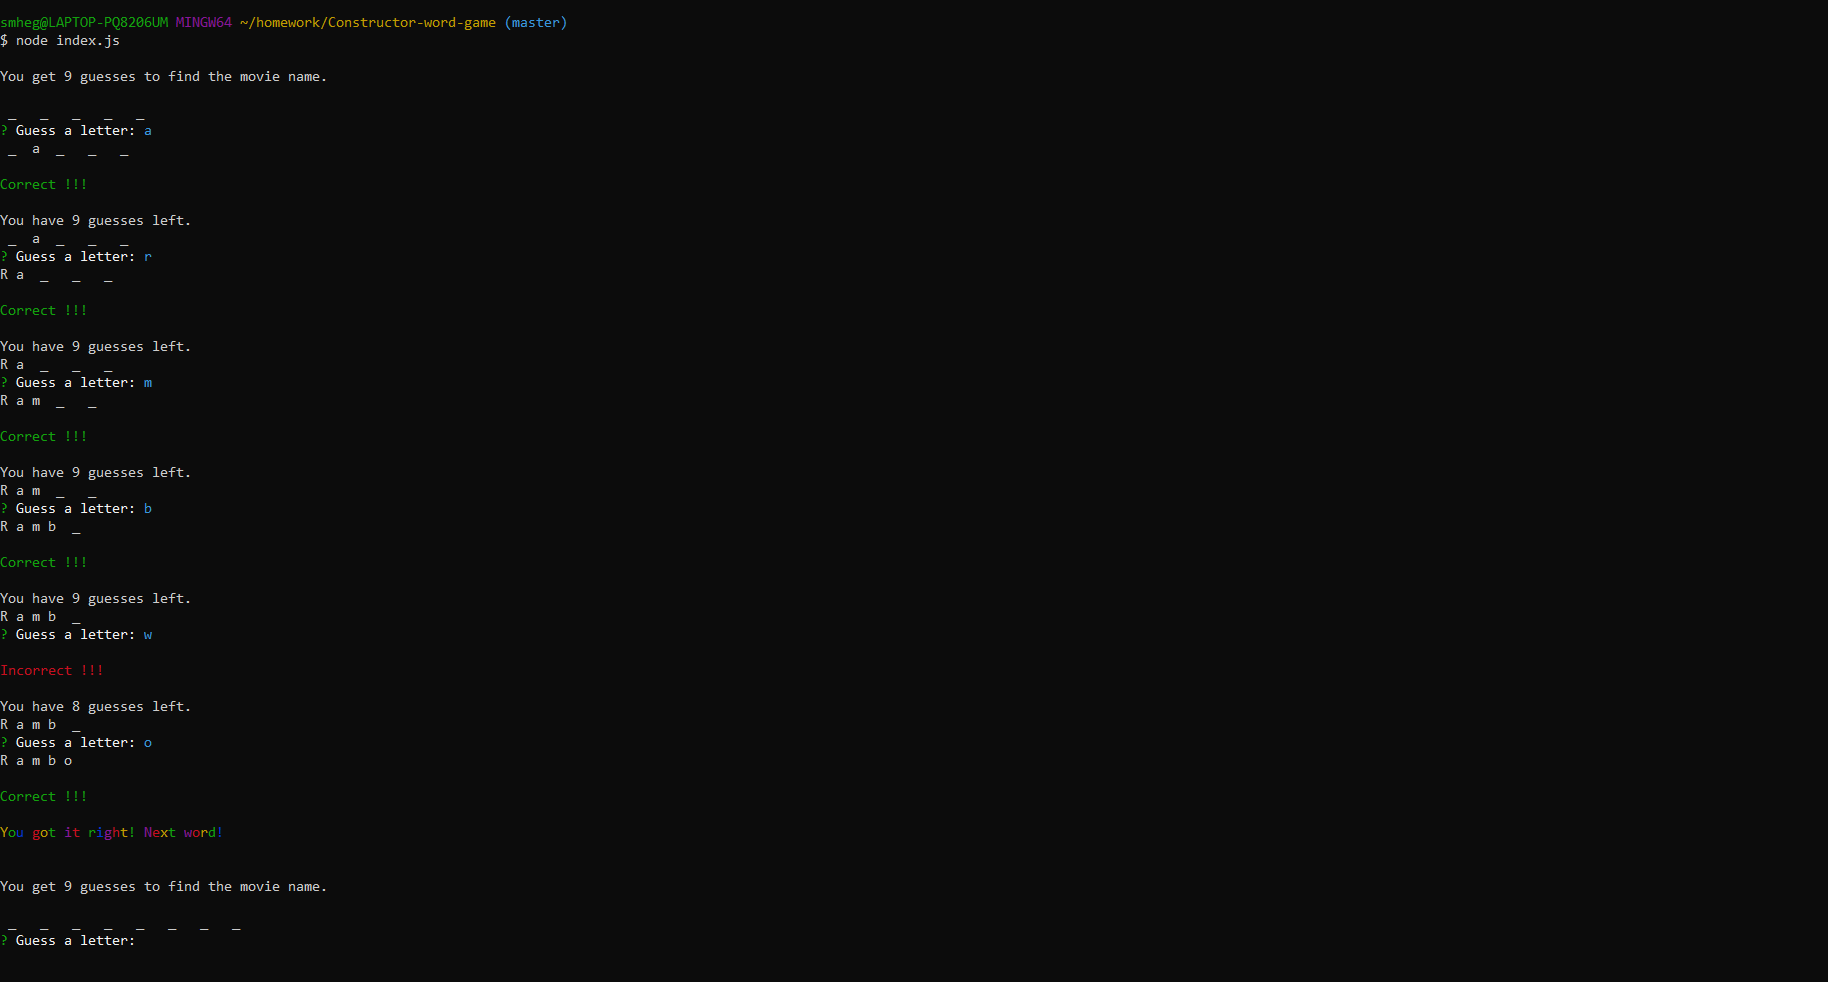 smheg@LAPTOP-PQ8206UM MINGW64 ~/homework/Constructor-word-game (master)
$ node index.js
You get 9 guesses to find the movie name.
_ _ _ _ _
? Guess a letter: a
_ a _ _ _
Correct !!!
You have 9 guesses left.
_ a _ _ _
? Guess a letter: r
R a _ _ _
Correct !!!
You have 9 guesses left.
R a _ _ _
? Guess a letter: m
R a m _ _
Correct !!!
You have 9 guesses left.
R a m _ _
? Guess a letter: b
R a m b _
Correct !!!
You have 9 guesses left.
R a m b _
? Guess a letter: w
Incorrect !!!
You have 8 guesses left.
R a m b _
? Guess a letter: o
R a m b o
Correct !!!
You got it right! Next word!
You get 9 guesses to find the movie name.
_ _ _ _ _ _ _ _
? Guess a letter: